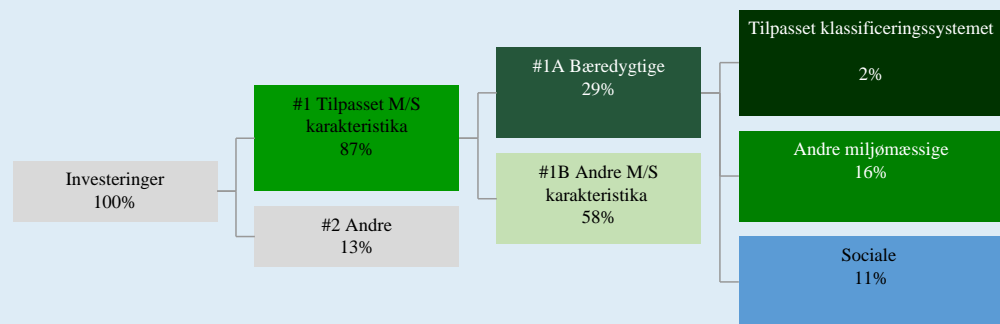 Investeringer
100%
#1 Tilpasset M/S
karakteristika
87%
#2 Andre
13%
#1A Bæredygtige
29%
#1B Andre M/S
karakteristika
58%
Tilpasset klassificeringssystemet
2%
Andre miljømæssige
16%
Sociale
11%